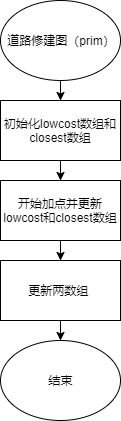 道路修建图（prim）
初始化lowcost数组和
closest数组
开始加点并更新
lowcost和closest数组
更新两数组
结束